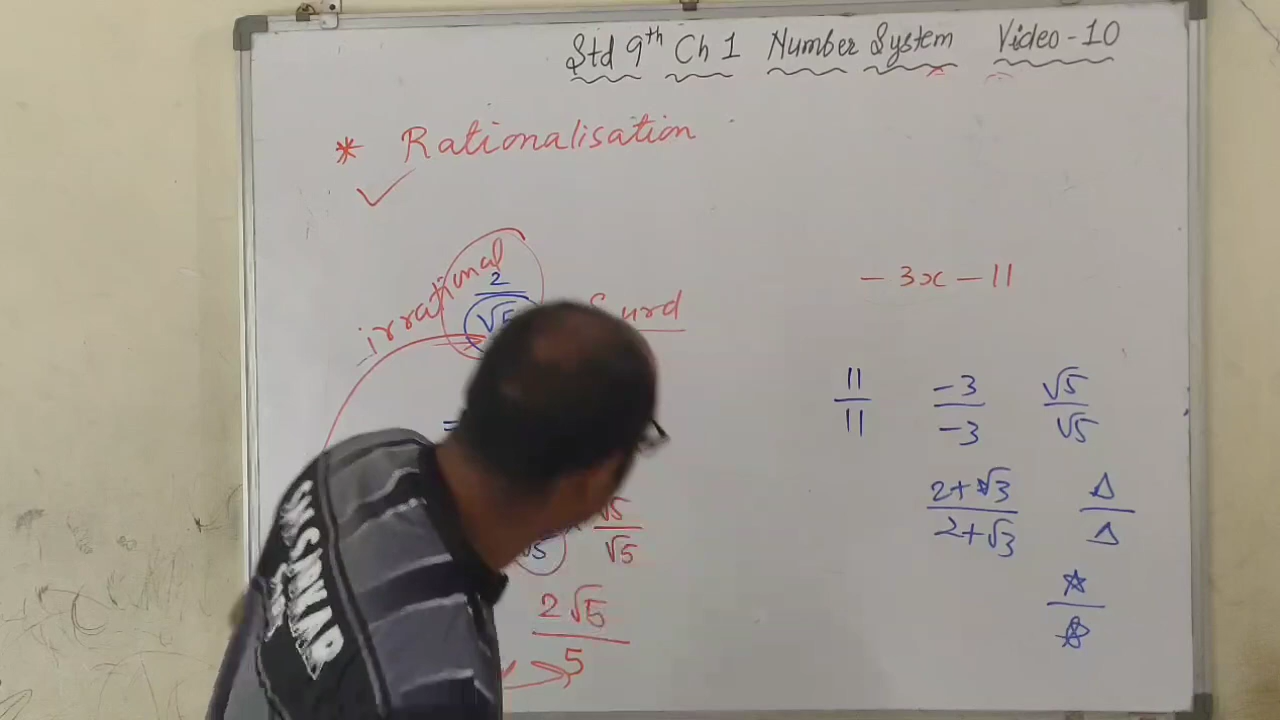 Std 9th Ch 1 Number System Video - 10
* Rationalisation
irrational
2
√5
Surd
=
√5
√5
√5
2√5
5
- 3x - 11
11 -3 √5
11 -3 √5
2+√3 Δ
2+√3 Δ
☆
☆